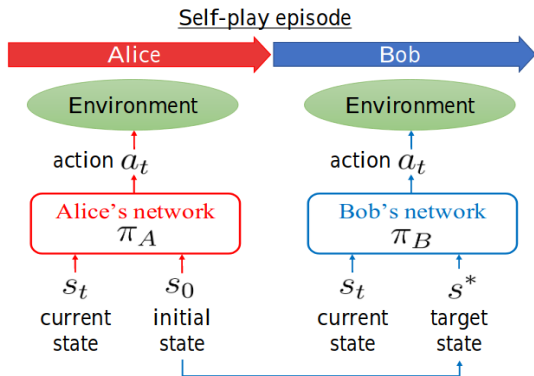 Self-play episode
Alice Bob
Environment Environment
action a_t action a_t
Alice's network Bob's network
π_A π_B
s_t s_0 s_t s*
current initial current target
state state state state